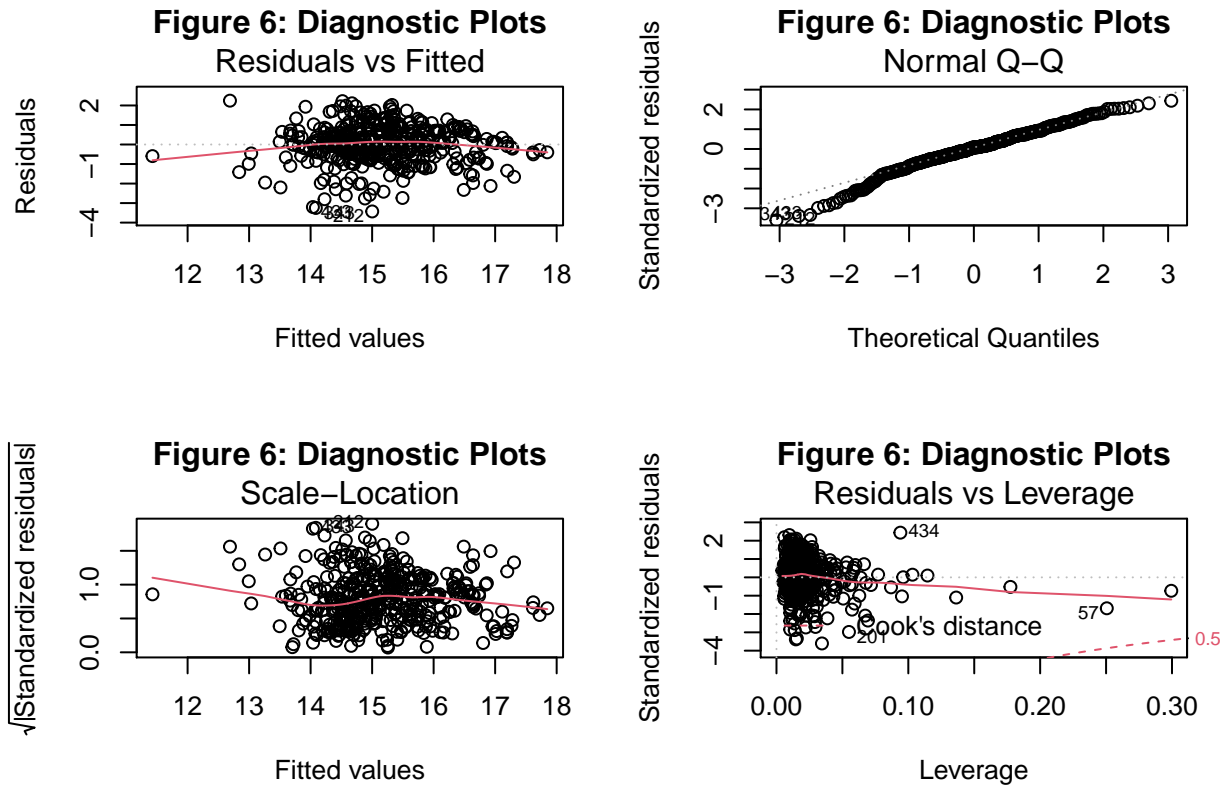 Figure 6: Diagnostic Plots
Residuals vs Fitted
Residuals
2
−1
−4
12 13 14 15 16 17 18
Fitted values
Figure 6: Diagnostic Plots
Normal Q−Q
Standardized residuals
2
0
−3
−3 −2 −1 0 1 2 3
Theoretical Quantiles
Figure 6: Diagnostic Plots
Scale−Location
√|Standardized residuals|
1.0
0.0
12 13 14 15 16 17 18
Fitted values
Figure 6: Diagnostic Plots
Residuals vs Leverage
Standardized residuals
2
−1
−4
434
57
201
Cook's distance
0.5
0.00 0.10 0.20 0.30
Leverage